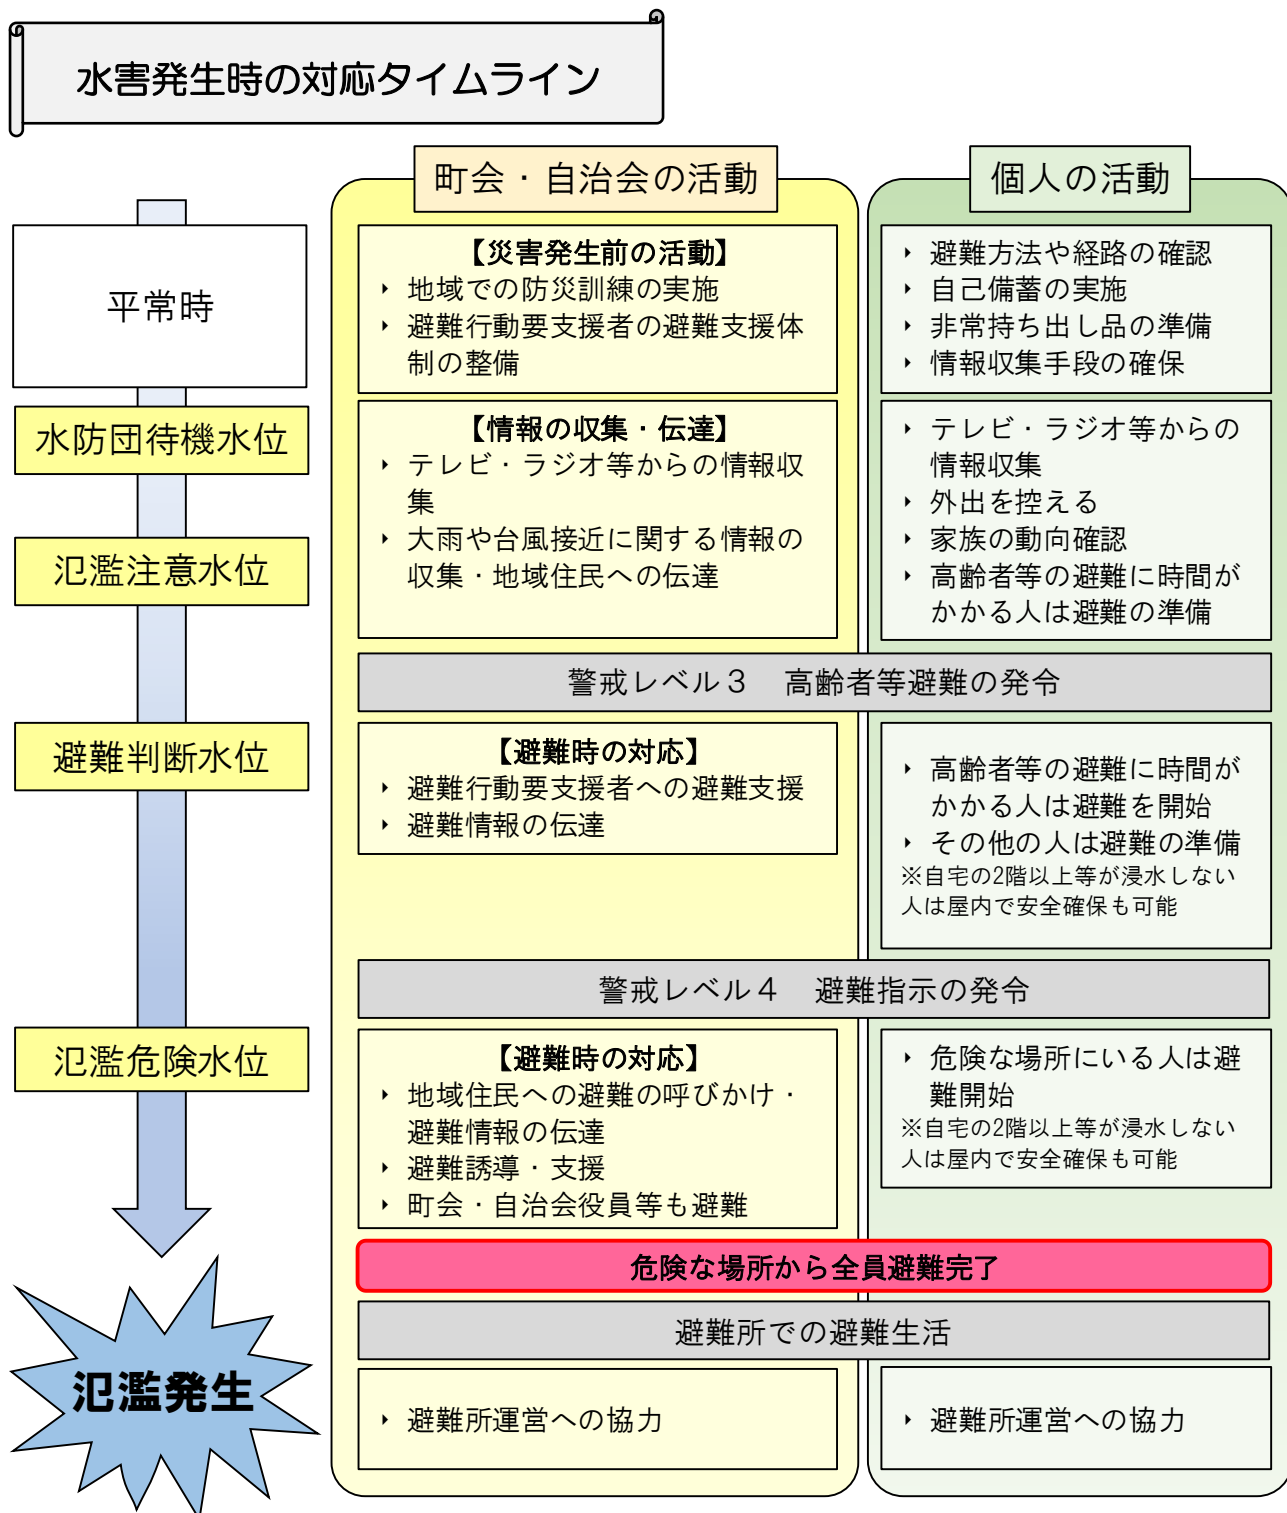 水害発生時の対応タイムライン
町会・自治会の活動
個人の活動
平常時
【災害発生前の活動】
‣ 地域での防災訓練の実施
‣ 避難行動要支援者の避難支援体
制の整備
‣ 避難方法や経路の確認
‣ 自己備蓄の実施
‣ 非常持ち出し品の準備
‣ 情報収集手段の確保
水防団待機水位
氾濫注意水位
【情報の収集・伝達】
‣ テレビ・ラジオ等からの情報収
集
‣ 大雨や台風接近に関する情報の
収集・地域住民への伝達
‣ テレビ・ラジオ等からの
情報収集
‣ 外出を控える
‣ 家族の動向確認
‣ 高齢者等の避難に時間が
かかる人は避難の準備
警戒レベル3　高齢者等避難の発令
避難判断水位
【避難時の対応】
‣ 避難行動要支援者への避難支援
‣ 避難情報の伝達
‣ 高齢者等の避難に時間が
かかる人は避難を開始
‣ その他の人は避難の準備
※自宅の2階以上等が浸水しない
人は屋内で安全確保も可能
警戒レベル4　避難指示の発令
氾濫危険水位
【避難時の対応】
‣ 地域住民への避難の呼びかけ・
避難情報の伝達
‣ 避難誘導・支援
‣ 町会・自治会役員等も避難
‣ 危険な場所にいる人は避
難開始
※自宅の2階以上等が浸水しない
人は屋内で安全確保も可能
危険な場所から全員避難完了
避難所での避難生活
氾濫発生
‣ 避難所運営への協力
‣ 避難所運営への協力